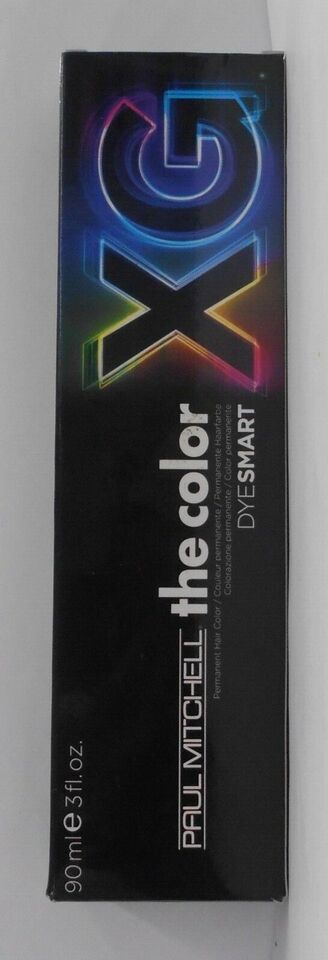 XG
PAUL MITCHELL the color
Permanent Hair Color / Couleur permanente / Permanente Haarfarbe
Colorazione permanente / Color permanente
DYESMART
90 ml e 3 fl. oz.